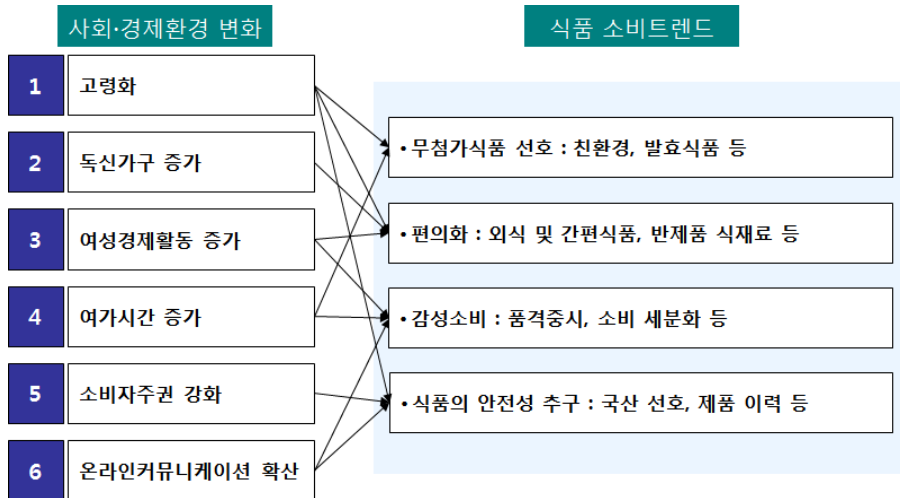 사회·경제환경 변화
식품 소비트렌드
1 고령화
2 독신가구 증가
3 여성경제활동 증가
4 여가시간 증가
5 소비자주권 강화
6 온라인커뮤니케이션 확산
• 무첨가식품 선호 : 친환경, 발효식품 등
• 편의화 : 외식 및 간편식품, 반제품 식재료 등
• 감성소비 : 품격중시, 소비 세분화 등
• 식품의 안전성 추구 : 국산 선호, 제품 이력 등